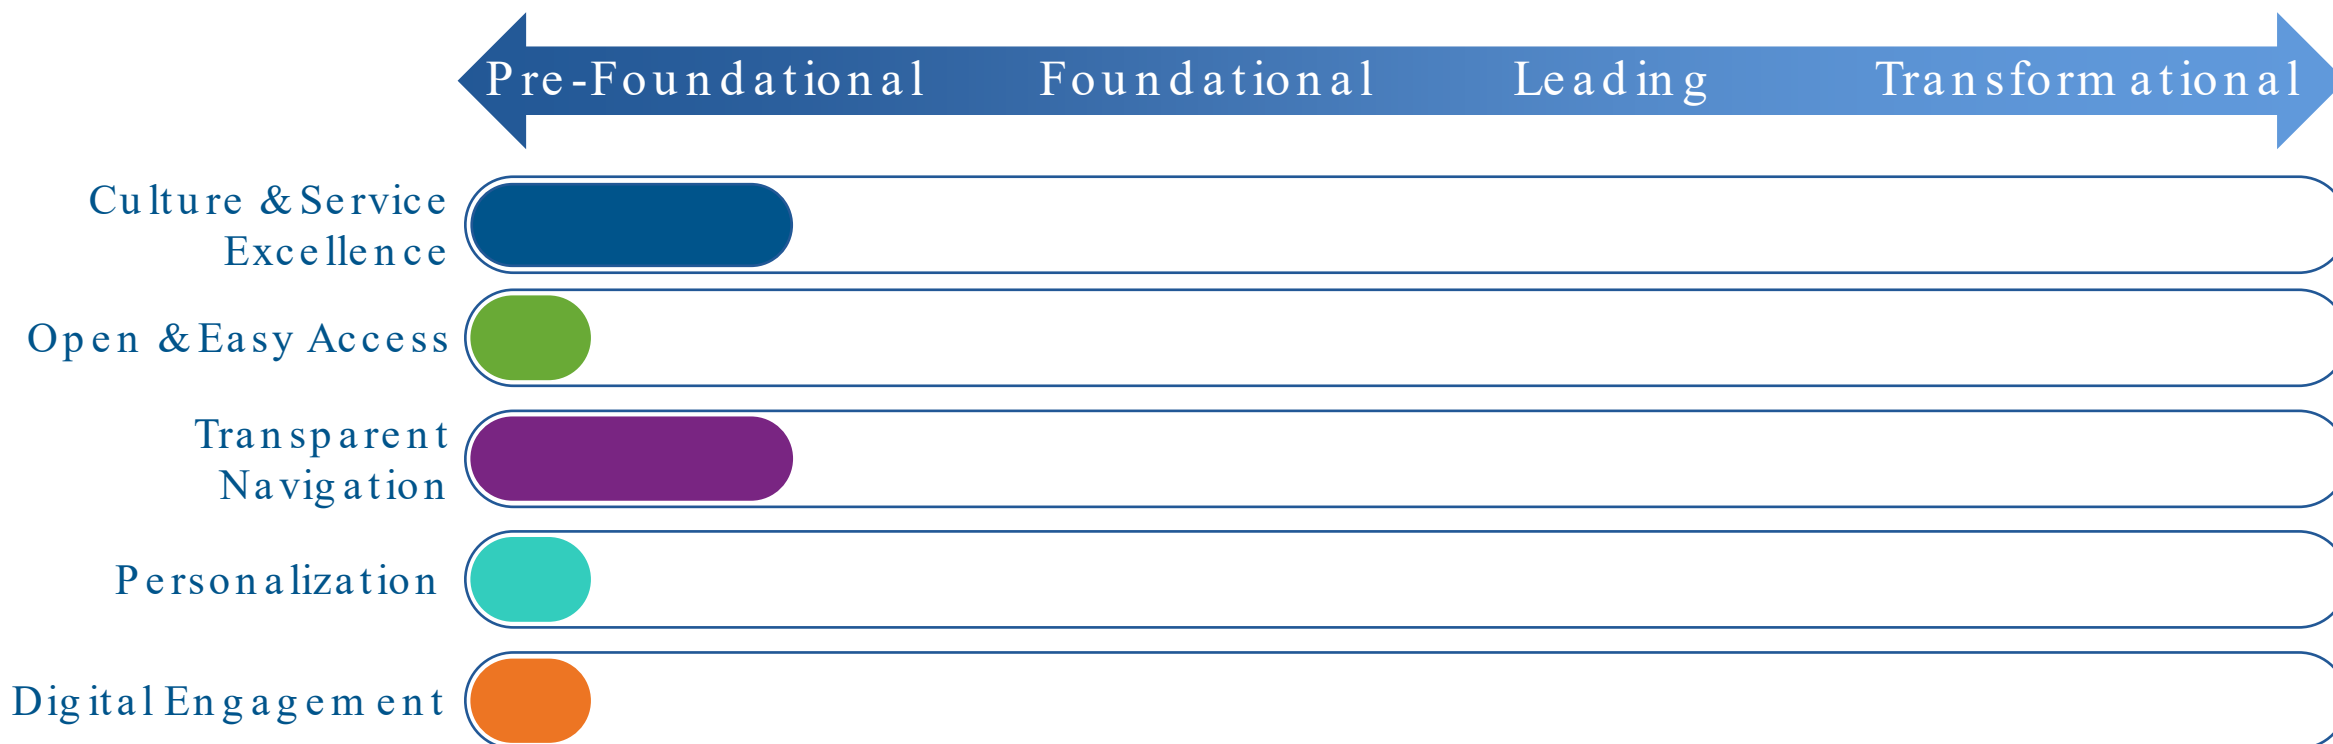 Pre-Foundational Foundational Leading Transformational
Culture & Service
Excellence
Open & Easy Access
Transparent
Navigation
Personalization
Digital Engagement